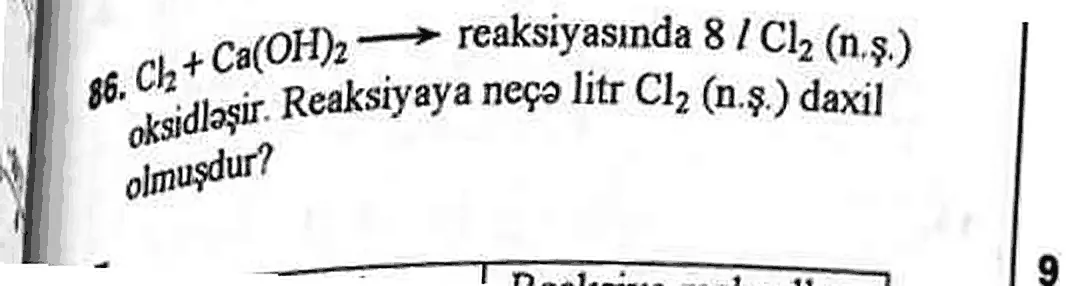 86. Cl₂ + Ca(OH)₂ ⟶ reaksiyasında 8 l Cl₂ (n.ş.)
oksidləşir. Reaksiyaya neçə litr Cl₂ (n.ş.) daxil
olmuşdur?
9